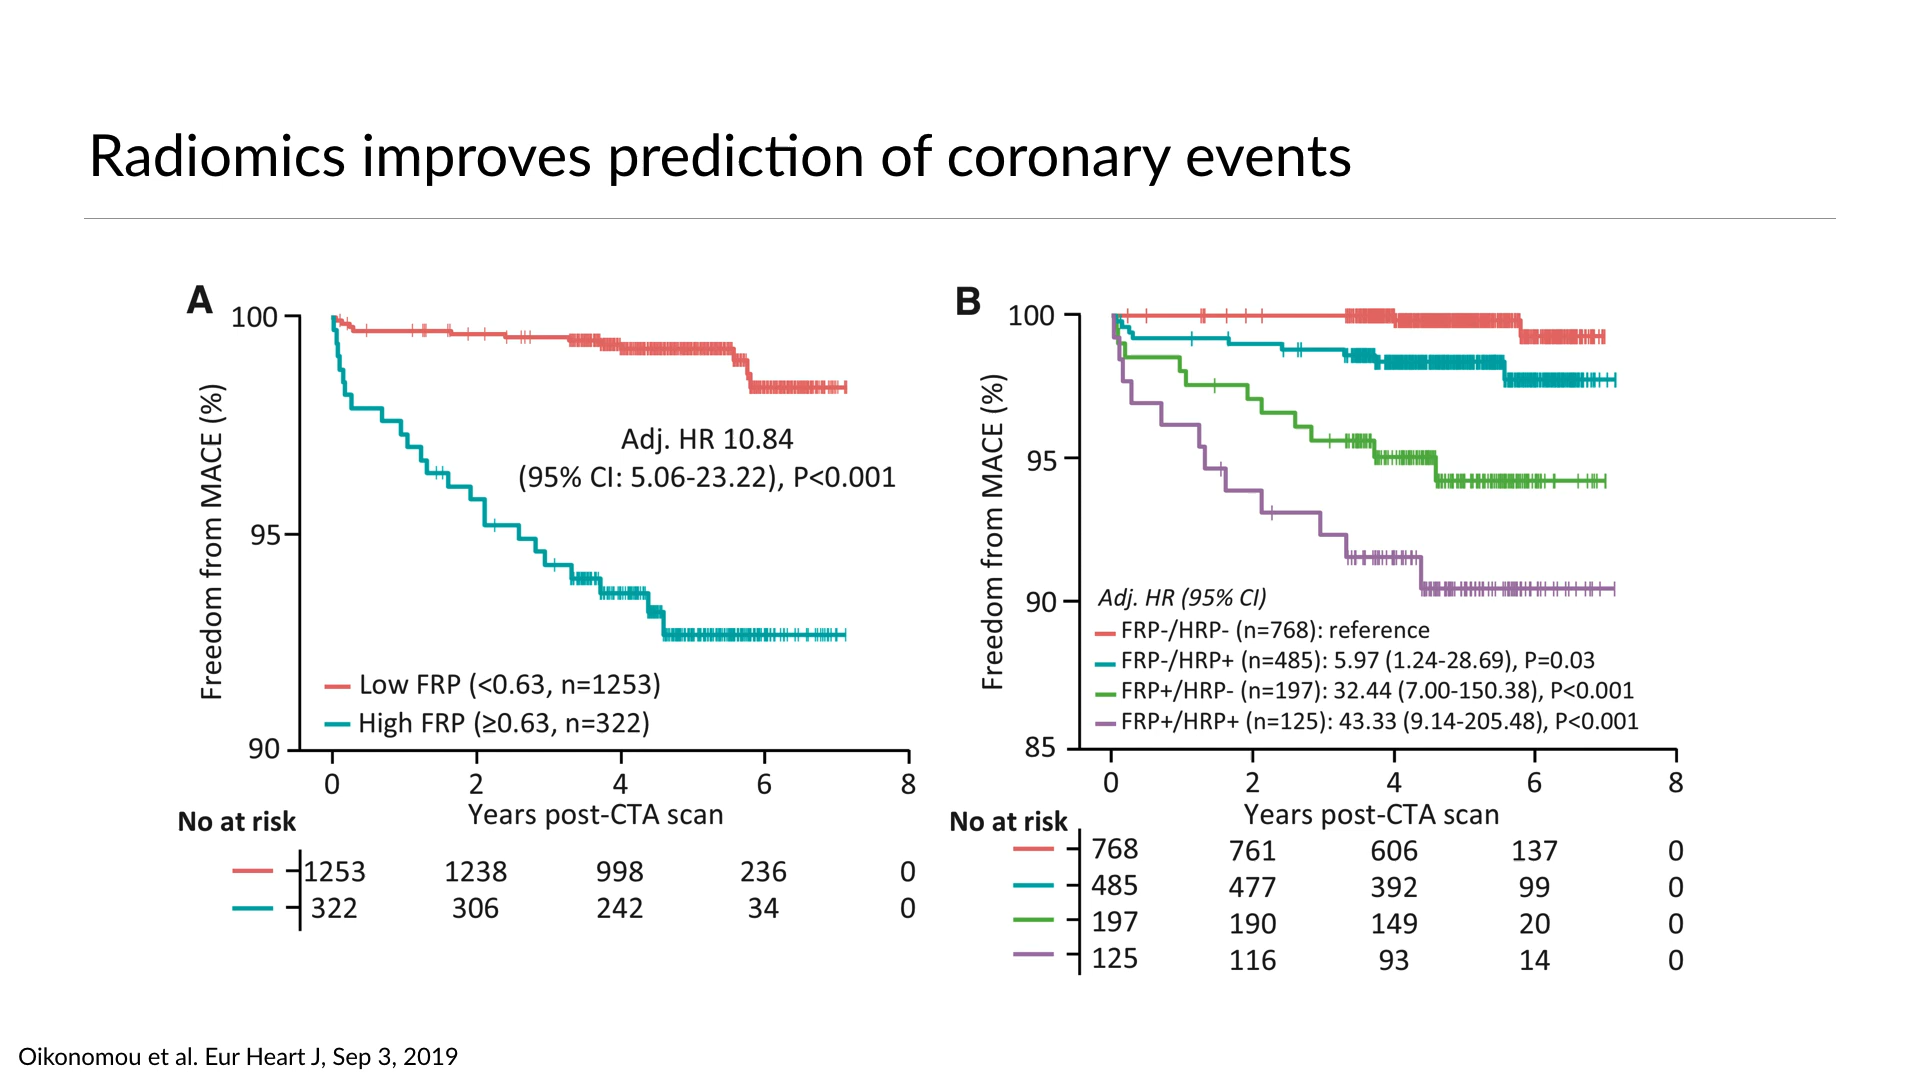 Radiomics improves prediction of coronary events
A
100
95
90
Freedom from MACE (%)
Adj. HR 10.84
(95% CI: 5.06-23.22), P<0.001
Low FRP (<0.63, n=1253)
High FRP (≥0.63, n=322)
0 2 4 6 8
Years post-CTA scan
No at risk
1253 1238 998 236 0
322 306 242 34 0
B
100
95
90
85
Freedom from MACE (%)
Adj. HR (95% CI)
FRP-/HRP- (n=768): reference
FRP-/HRP+ (n=485): 5.97 (1.24-28.69), P=0.03
FRP+/HRP- (n=197): 32.44 (7.00-150.38), P<0.001
FRP+/HRP+ (n=125): 43.33 (9.14-205.48), P<0.001
0 2 4 6 8
Years post-CTA scan
No at risk
768 761 606 137 0
485 477 392 99 0
197 190 149 20 0
125 116 93 14 0
Oikonomou et al. Eur Heart J, Sep 3, 2019